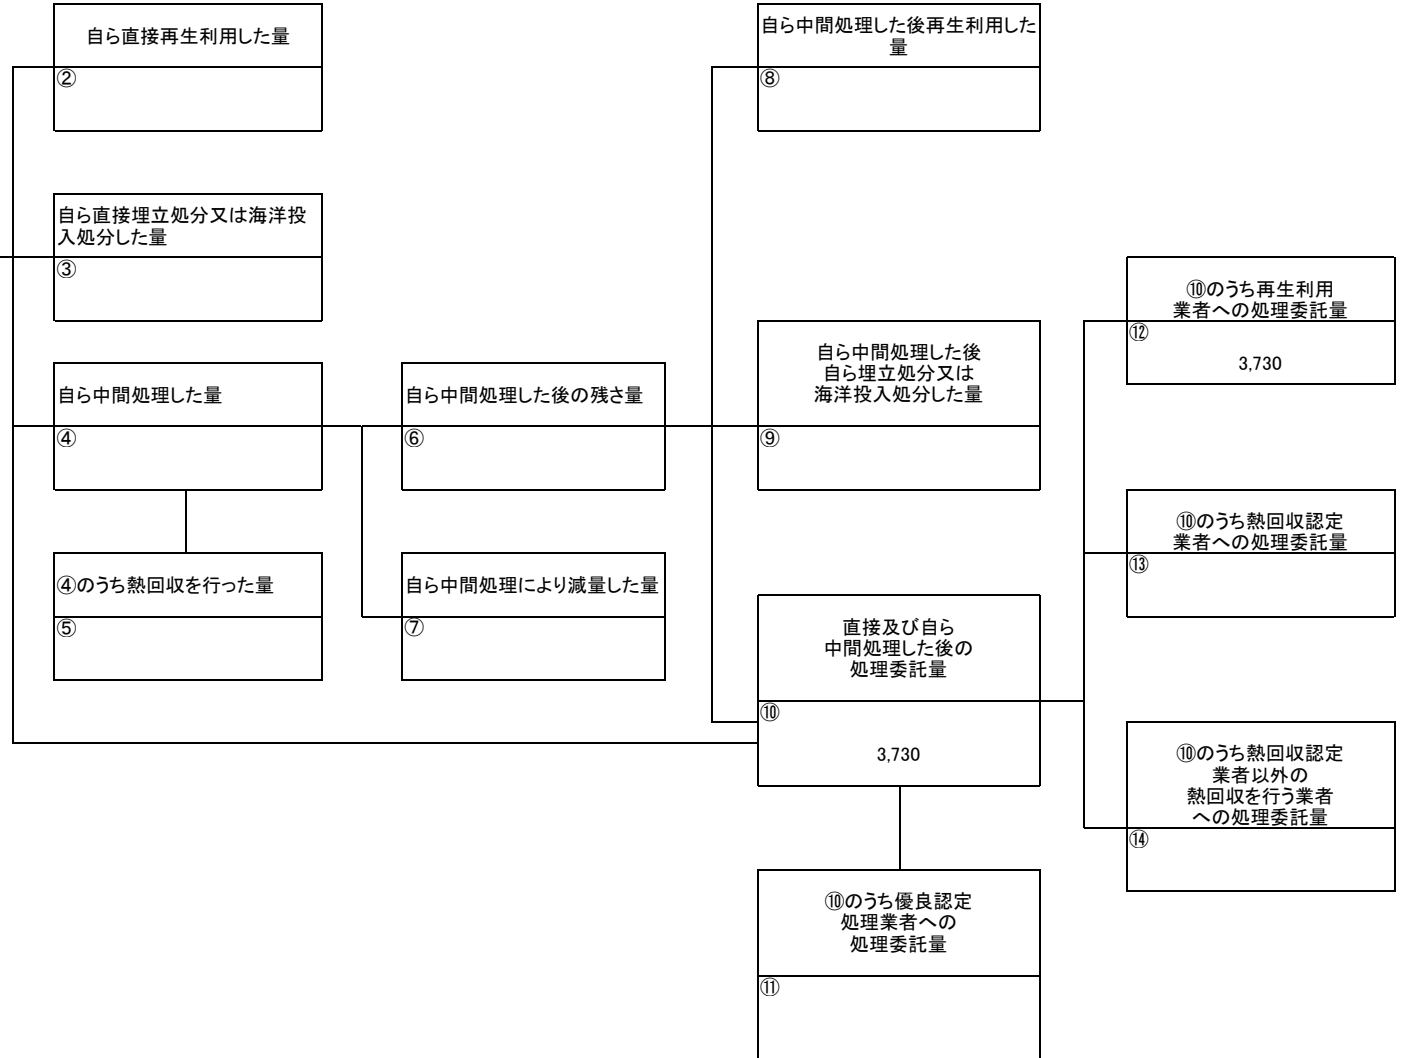 自ら直接再生利用した量
②
自ら中間処理した後再生利用した
量
⑧
自ら直接埋立処分又は海洋投
入処分した量
③
自ら中間処理した量
④
自ら中間処理した後の残さ量
⑥
自ら中間処理した後
自ら埋立処分又は
海洋投入処分した量
⑨
⑩のうち再生利用
業者への処理委託量
⑫
3,730
④のうち熱回収を行った量
⑤
自ら中間処理により減量した量
⑦
直接及び自ら
中間処理した後の
処理委託量
⑩
3,730
⑩のうち熱回収認定
業者への処理委託量
⑬
⑩のうち熱回収認定
業者以外の
熱回収を行う業者
への処理委託量
⑭
⑩のうち優良認定
処理業者への
処理委託量
⑪